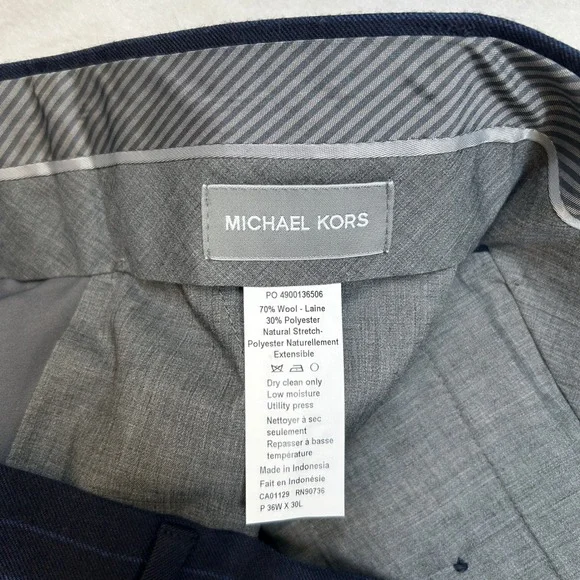 MICHAEL KORS
PO 4900136506
70% Wool - Laine
30% Polyester
Natural Stretch-
Polyester Naturellement
Extensible
Dry clean only
Low moisture
Utility press
Nettoyer à sec
seulement
Repasser à basse
température
Made in Indonesia
Fait en Indonésie
CA01129 RN90736
P 36W X 30L